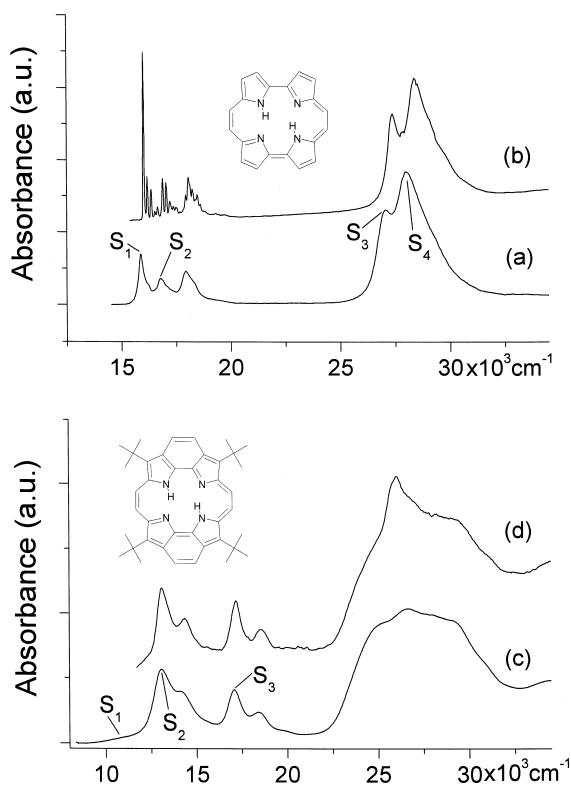 Absorbance (a.u.)
N
N
H
H
N
N
(b)
S1
S2
S3
S4
(a)
15
20
25
30x10³cm⁻¹
Absorbance (a.u.)
N
N
H
H
N
N
(d)
(c)
S1
S2
S3
10
15
20
25
30x10³cm⁻¹